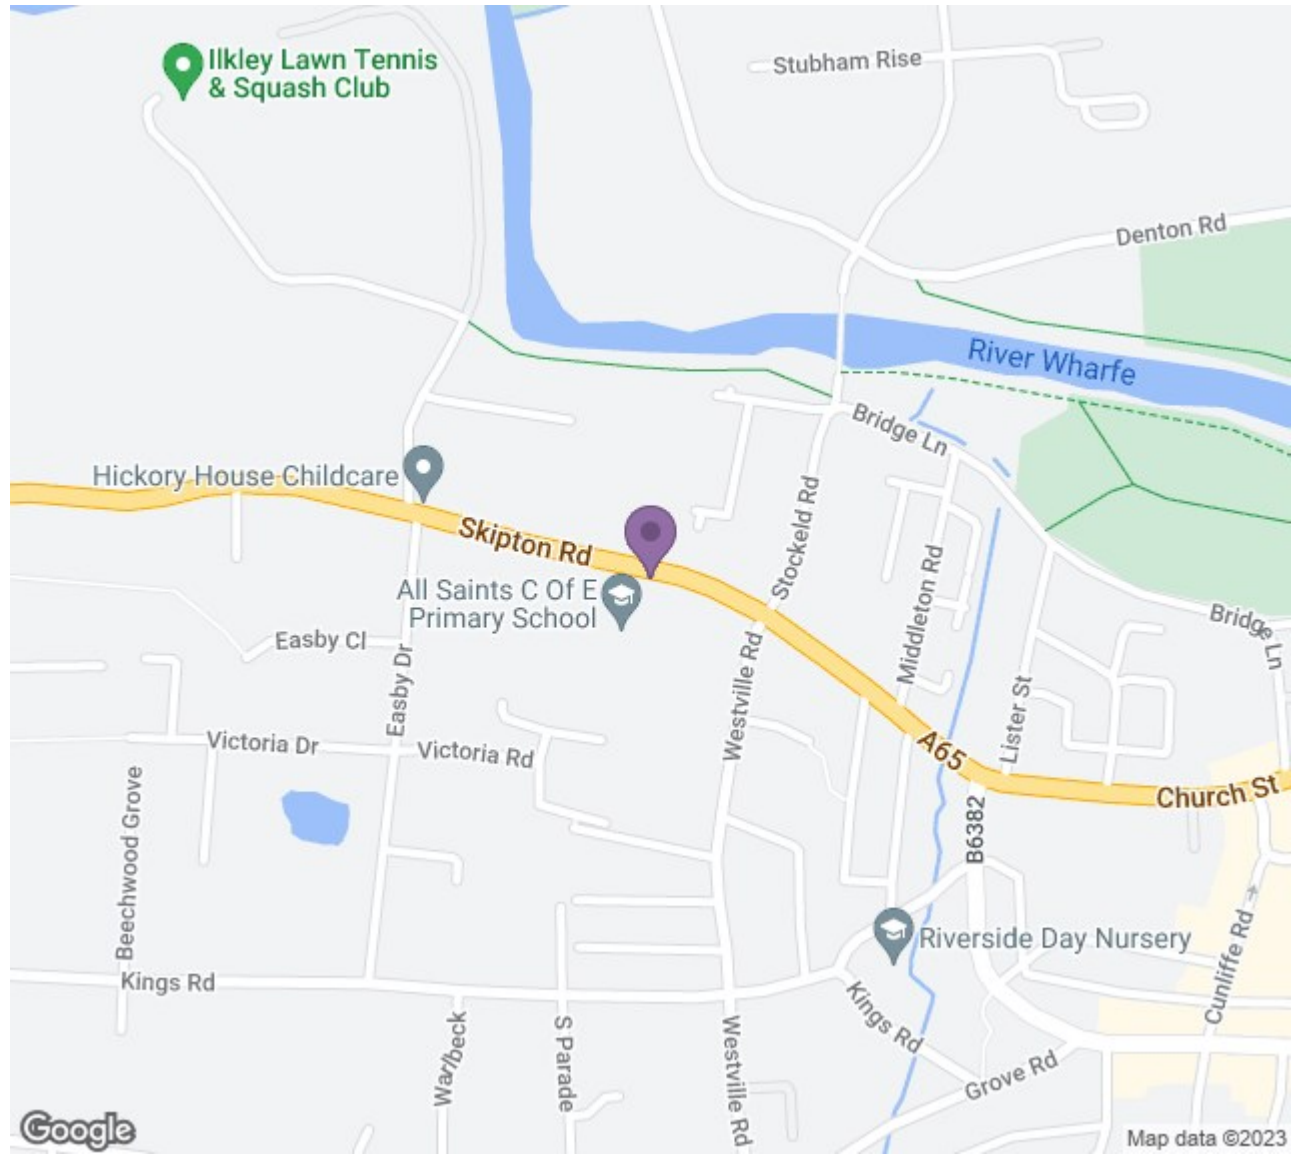 Ilkley Lawn Tennis
& Squash Club
Stubham Rise
Denton Rd
River Wharfe
Bridge Ln
Hickory House Childcare
Skipton Rd
Stockeld Rd
All Saints C Of E
Primary School
Middleton Rd
Bridge Ln
Easby Cl
Easby Dr
Westville Rd
Lister St
Victoria Dr
Victoria Rd
A65
Church St
B6382
Beechwood Grove
Riverside Day Nursery
Cunliffe Rd
Kings Rd
Kings Rd
Warlbeck
S Parade
Westville Rd
Grove Rd
Google
Map data ©2023